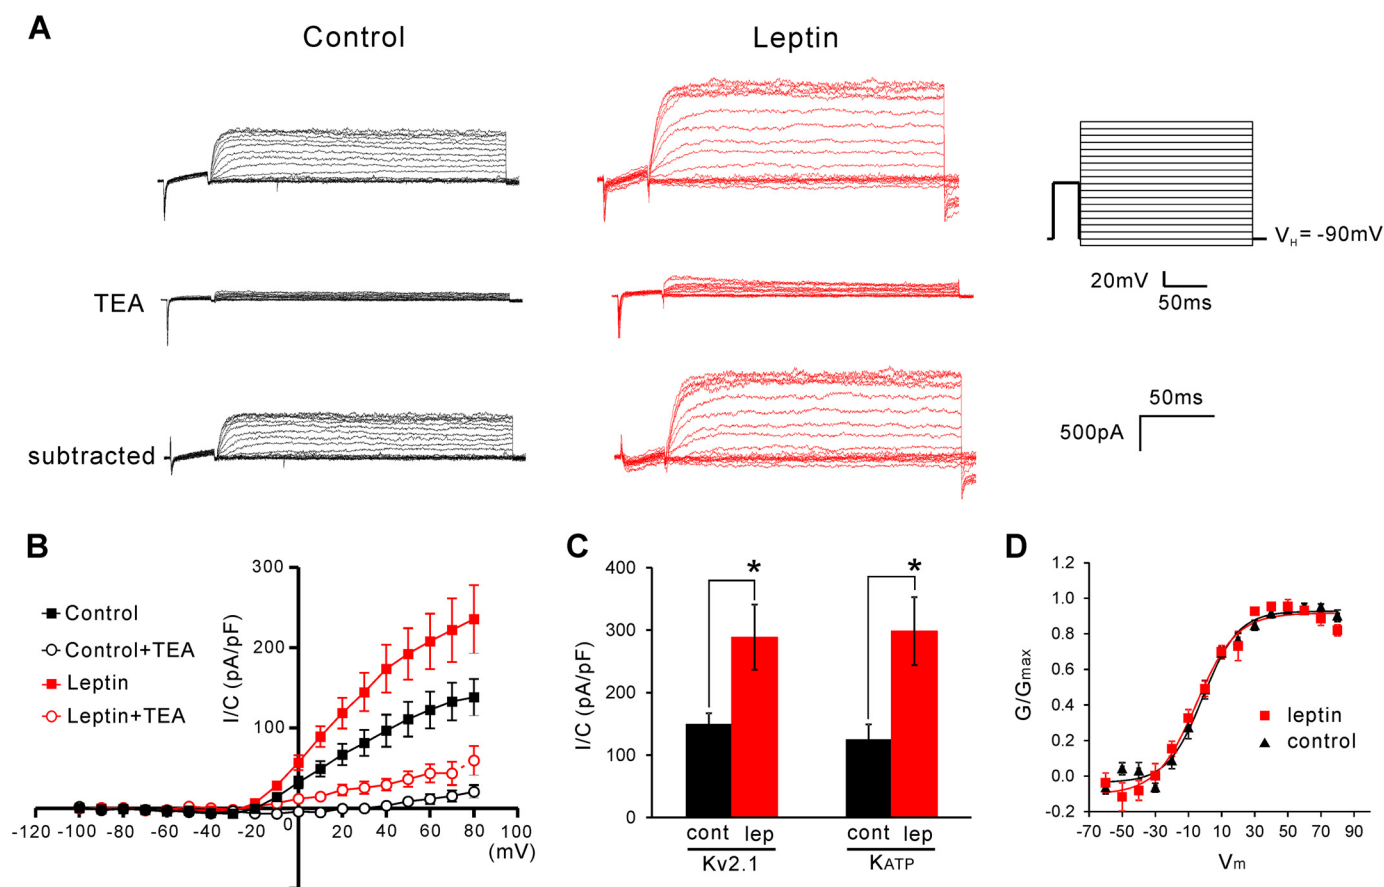 A
Control
Leptin
VH= -90mV
20mV
50ms
TEA
50ms
500pA
subtracted
B
Control
Control+TEA
Leptin
Leptin+TEA
I/C (pA/pF)
300
200
100
-120 -100 -80 -60 -40 -20 0 20 40 60 80 100
(mV)
C
I/C (pA/pF)
400
300
200
100
0
* *
cont lep cont lep
Kv2.1 KATP
D
G/Gmax
1.2
1.0
0.8
0.6
0.4
0.2
0.0
-0.2
leptin
control
-70 -50 -30 -10 10 30 50 70 90
Vm